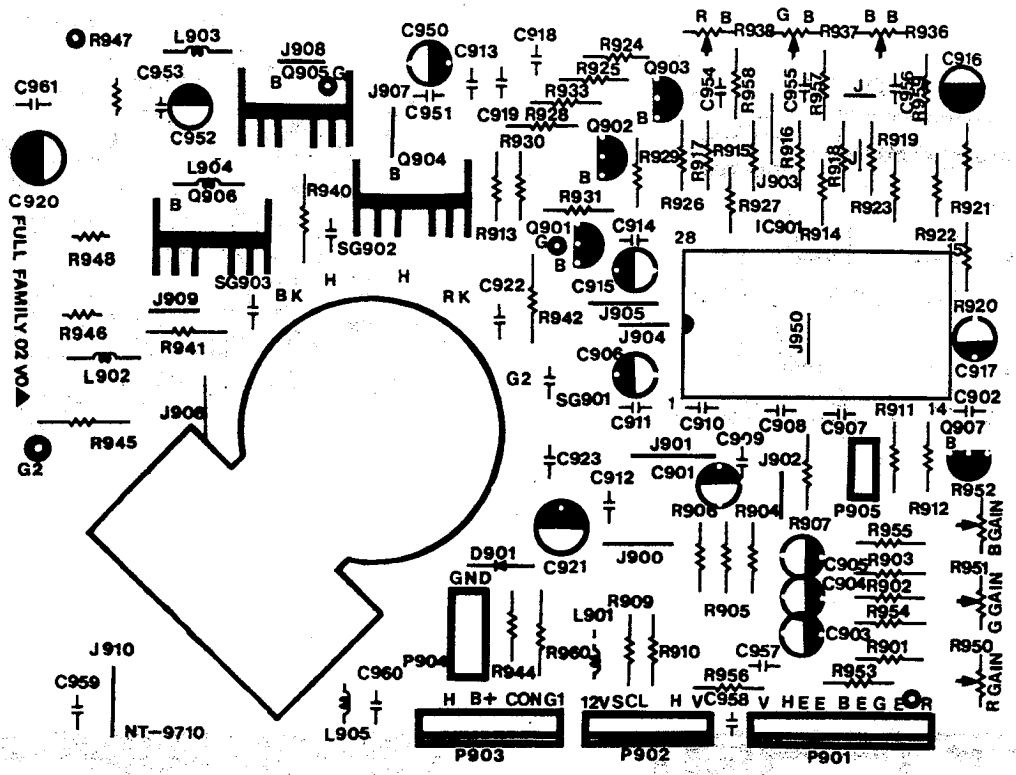 R B R938 G B R937 B B R936
R947
L903
J908
Q905 G
B
C950
C913
C918
R924
R925
Q903
R933
R928
C919
J907
C951
C961
C953
C952
C954
R958
C955
R957
C956
R959
C916
J
J
Q902
B
B
R929
R917
R915
R916
R918
R919
J903
R930
Q904
B
L904
Q906
B
R940
C920
R931
R926
R927
IC901
R914
R923
R921
R922
R913
Q901
G
B
C914
28
15
SG902
SG903
FULL FAMILY 02 VO
R948
H
H
BK
RK
C922
C915
J905
J904
R942
J950
R920
C917
J909
R946
R941
L902
C906
G2
SG901
C911
1
14
C910
C908
C907
R911
C902
Q907
B
J906
R945
G2
J901
C901
C909
J902
C923
C912
R906
R904
R907
P905
R912
R952
B GAIN
C921
J900
R955
R903
R902
R954
R901
R953
C905
C904
C903
R951
G GAIN
R950
R GAIN
D901
GND
P904
R944
R960
L901
R909
R910
R905
C957
R956
C958
J910
C959
NT-9710
L905
C960
H B+ CON G1
P903
12V SCL H V
P902
V H E E B E G E R
P901